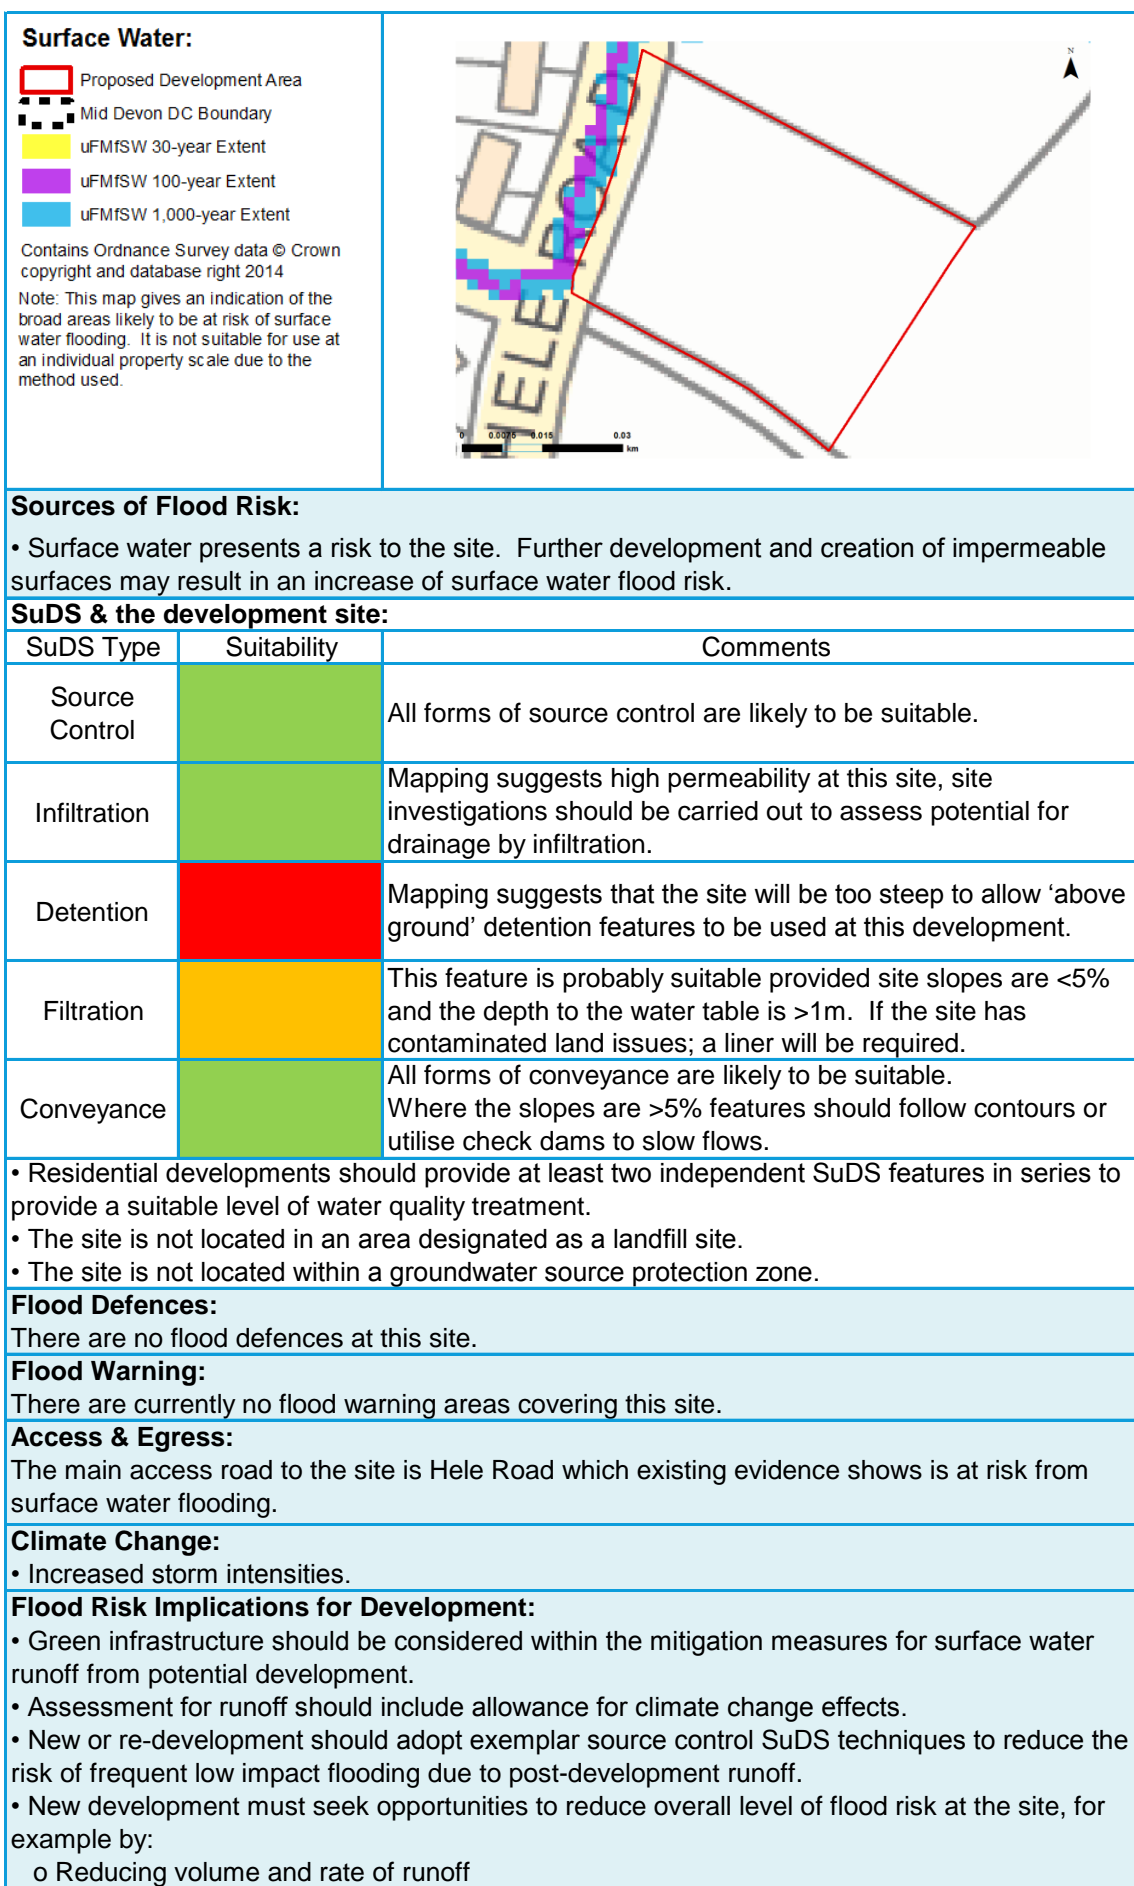 Surface Water:
Proposed Development Area
Mid Devon DC Boundary
uFMfSW 30-year Extent
uFMfSW 100-year Extent
uFMfSW 1,000-year Extent
Contains Ordnance Survey data © Crown
copyright and database right 2014
Note: This map gives an indication of the
broad areas likely to be at risk of surface
water flooding. It is not suitable for use at
an individual property scale due to the
method used.
N
HELE ROAD
0 0.0075 0.015 0.03
km
Sources of Flood Risk:
• Surface water presents a risk to the site. Further development and creation of impermeable
surfaces may result in an increase of surface water flood risk.
SuDS & the development site:
SuDS Type Suitability Comments
Source
Control
All forms of source control are likely to be suitable.
Infiltration
Mapping suggests high permeability at this site, site
investigations should be carried out to assess potential for
drainage by infiltration.
Detention
Mapping suggests that the site will be too steep to allow ‘above
ground’ detention features to be used at this development.
Filtration
This feature is probably suitable provided site slopes are <5%
and the depth to the water table is >1m. If the site has
contaminated land issues; a liner will be required.
Conveyance
All forms of conveyance are likely to be suitable.
Where the slopes are >5% features should follow contours or
utilise check dams to slow flows.
• Residential developments should provide at least two independent SuDS features in series to
provide a suitable level of water quality treatment.
• The site is not located in an area designated as a landfill site.
• The site is not located within a groundwater source protection zone.
Flood Defences:
There are no flood defences at this site.
Flood Warning:
There are currently no flood warning areas covering this site.
Access & Egress:
The main access road to the site is Hele Road which existing evidence shows is at risk from
surface water flooding.
Climate Change:
• Increased storm intensities.
Flood Risk Implications for Development:
• Green infrastructure should be considered within the mitigation measures for surface water
runoff from potential development.
• Assessment for runoff should include allowance for climate change effects.
• New or re-development should adopt exemplar source control SuDS techniques to reduce the
risk of frequent low impact flooding due to post-development runoff.
• New development must seek opportunities to reduce overall level of flood risk at the site, for
example by:
o Reducing volume and rate of runoff